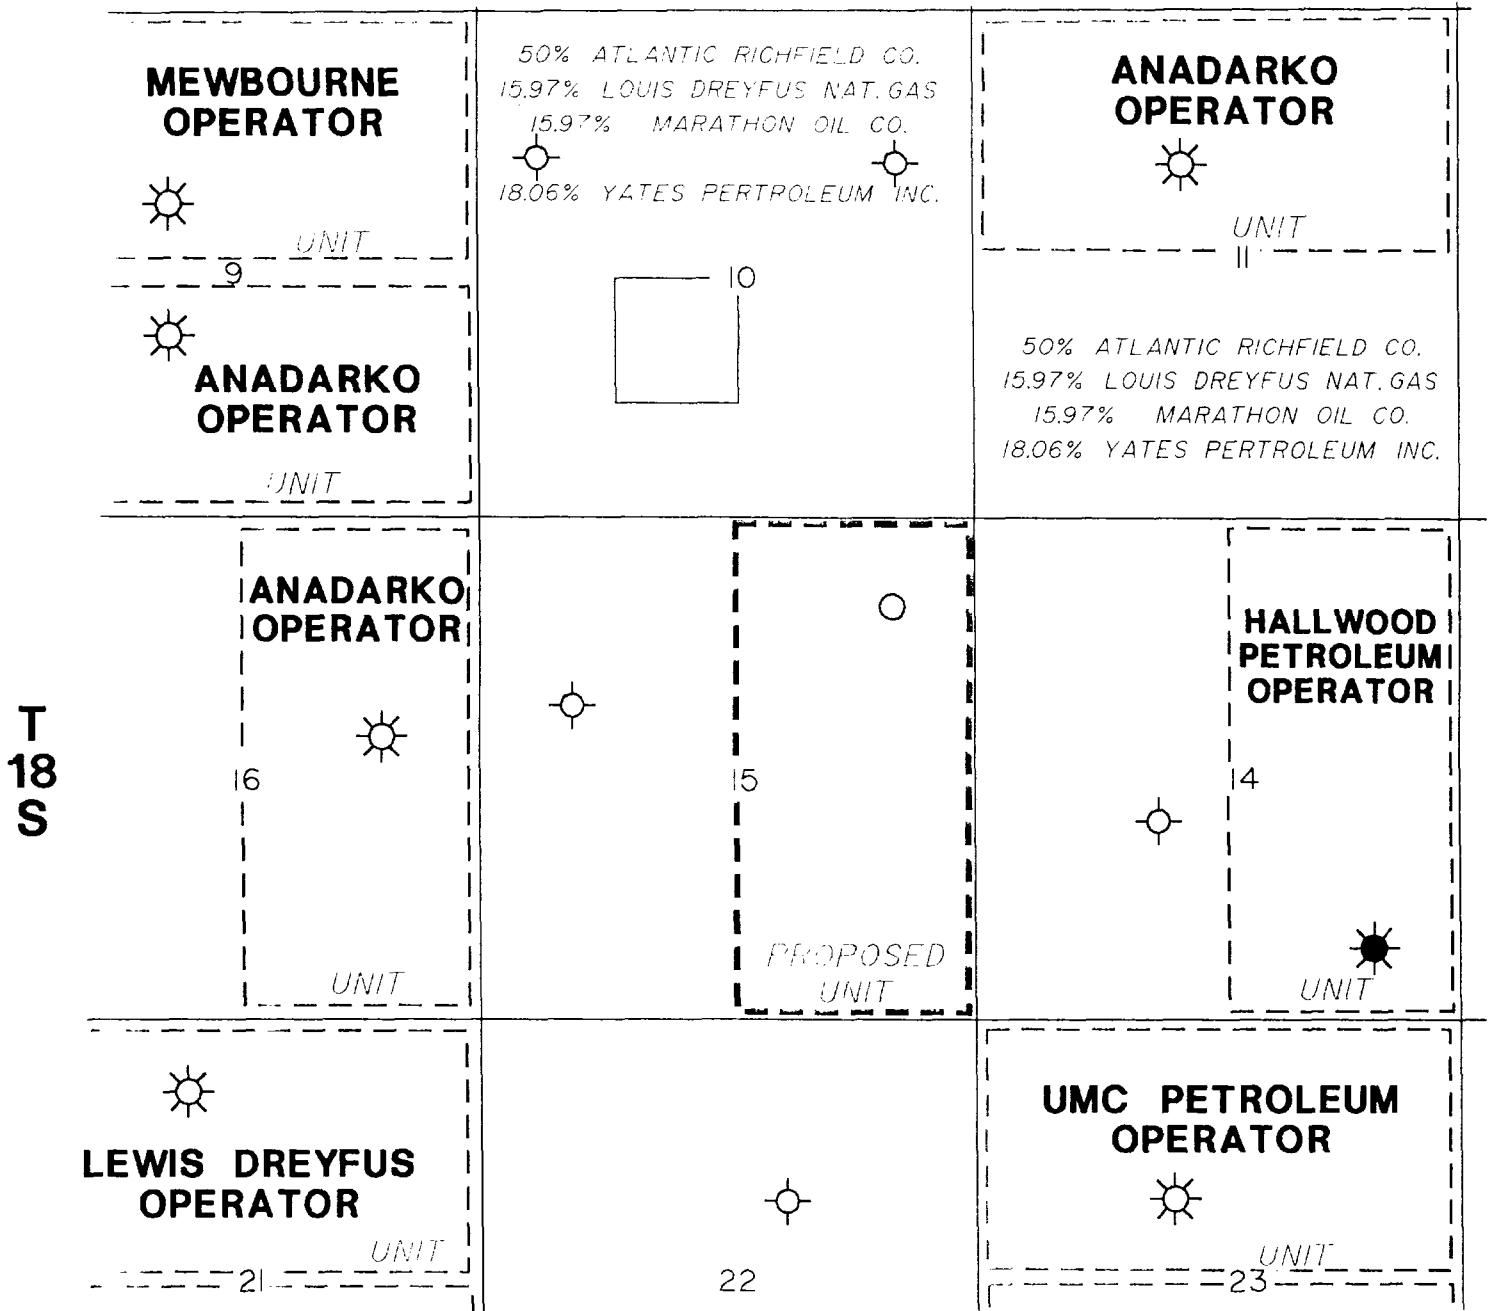 MEWBOURNE
OPERATOR
UNIT
9
50% ATLANTIC RICHFIELD CO.
15.97% LOUIS DREYFUS NAT. GAS
15.97% MARATHON OIL CO.
18.06% YATES PERTROLEUM INC.
10
ANADARKO
OPERATOR
UNIT
11
50% ATLANTIC RICHFIELD CO.
15.97% LOUIS DREYFUS NAT. GAS
15.97% MARATHON OIL CO.
18.06% YATES PERTROLEUM INC.
ANADARKO
OPERATOR
UNIT
T
18
S
ANADARKO
OPERATOR
16
UNIT
15
PROPOSED
UNIT
HALLWOOD
PETROLEUM
OPERATOR
14
UNIT
LEWIS DREYFUS
OPERATOR
UNIT
21
22
UMC PETROLEUM
OPERATOR
UNIT
23